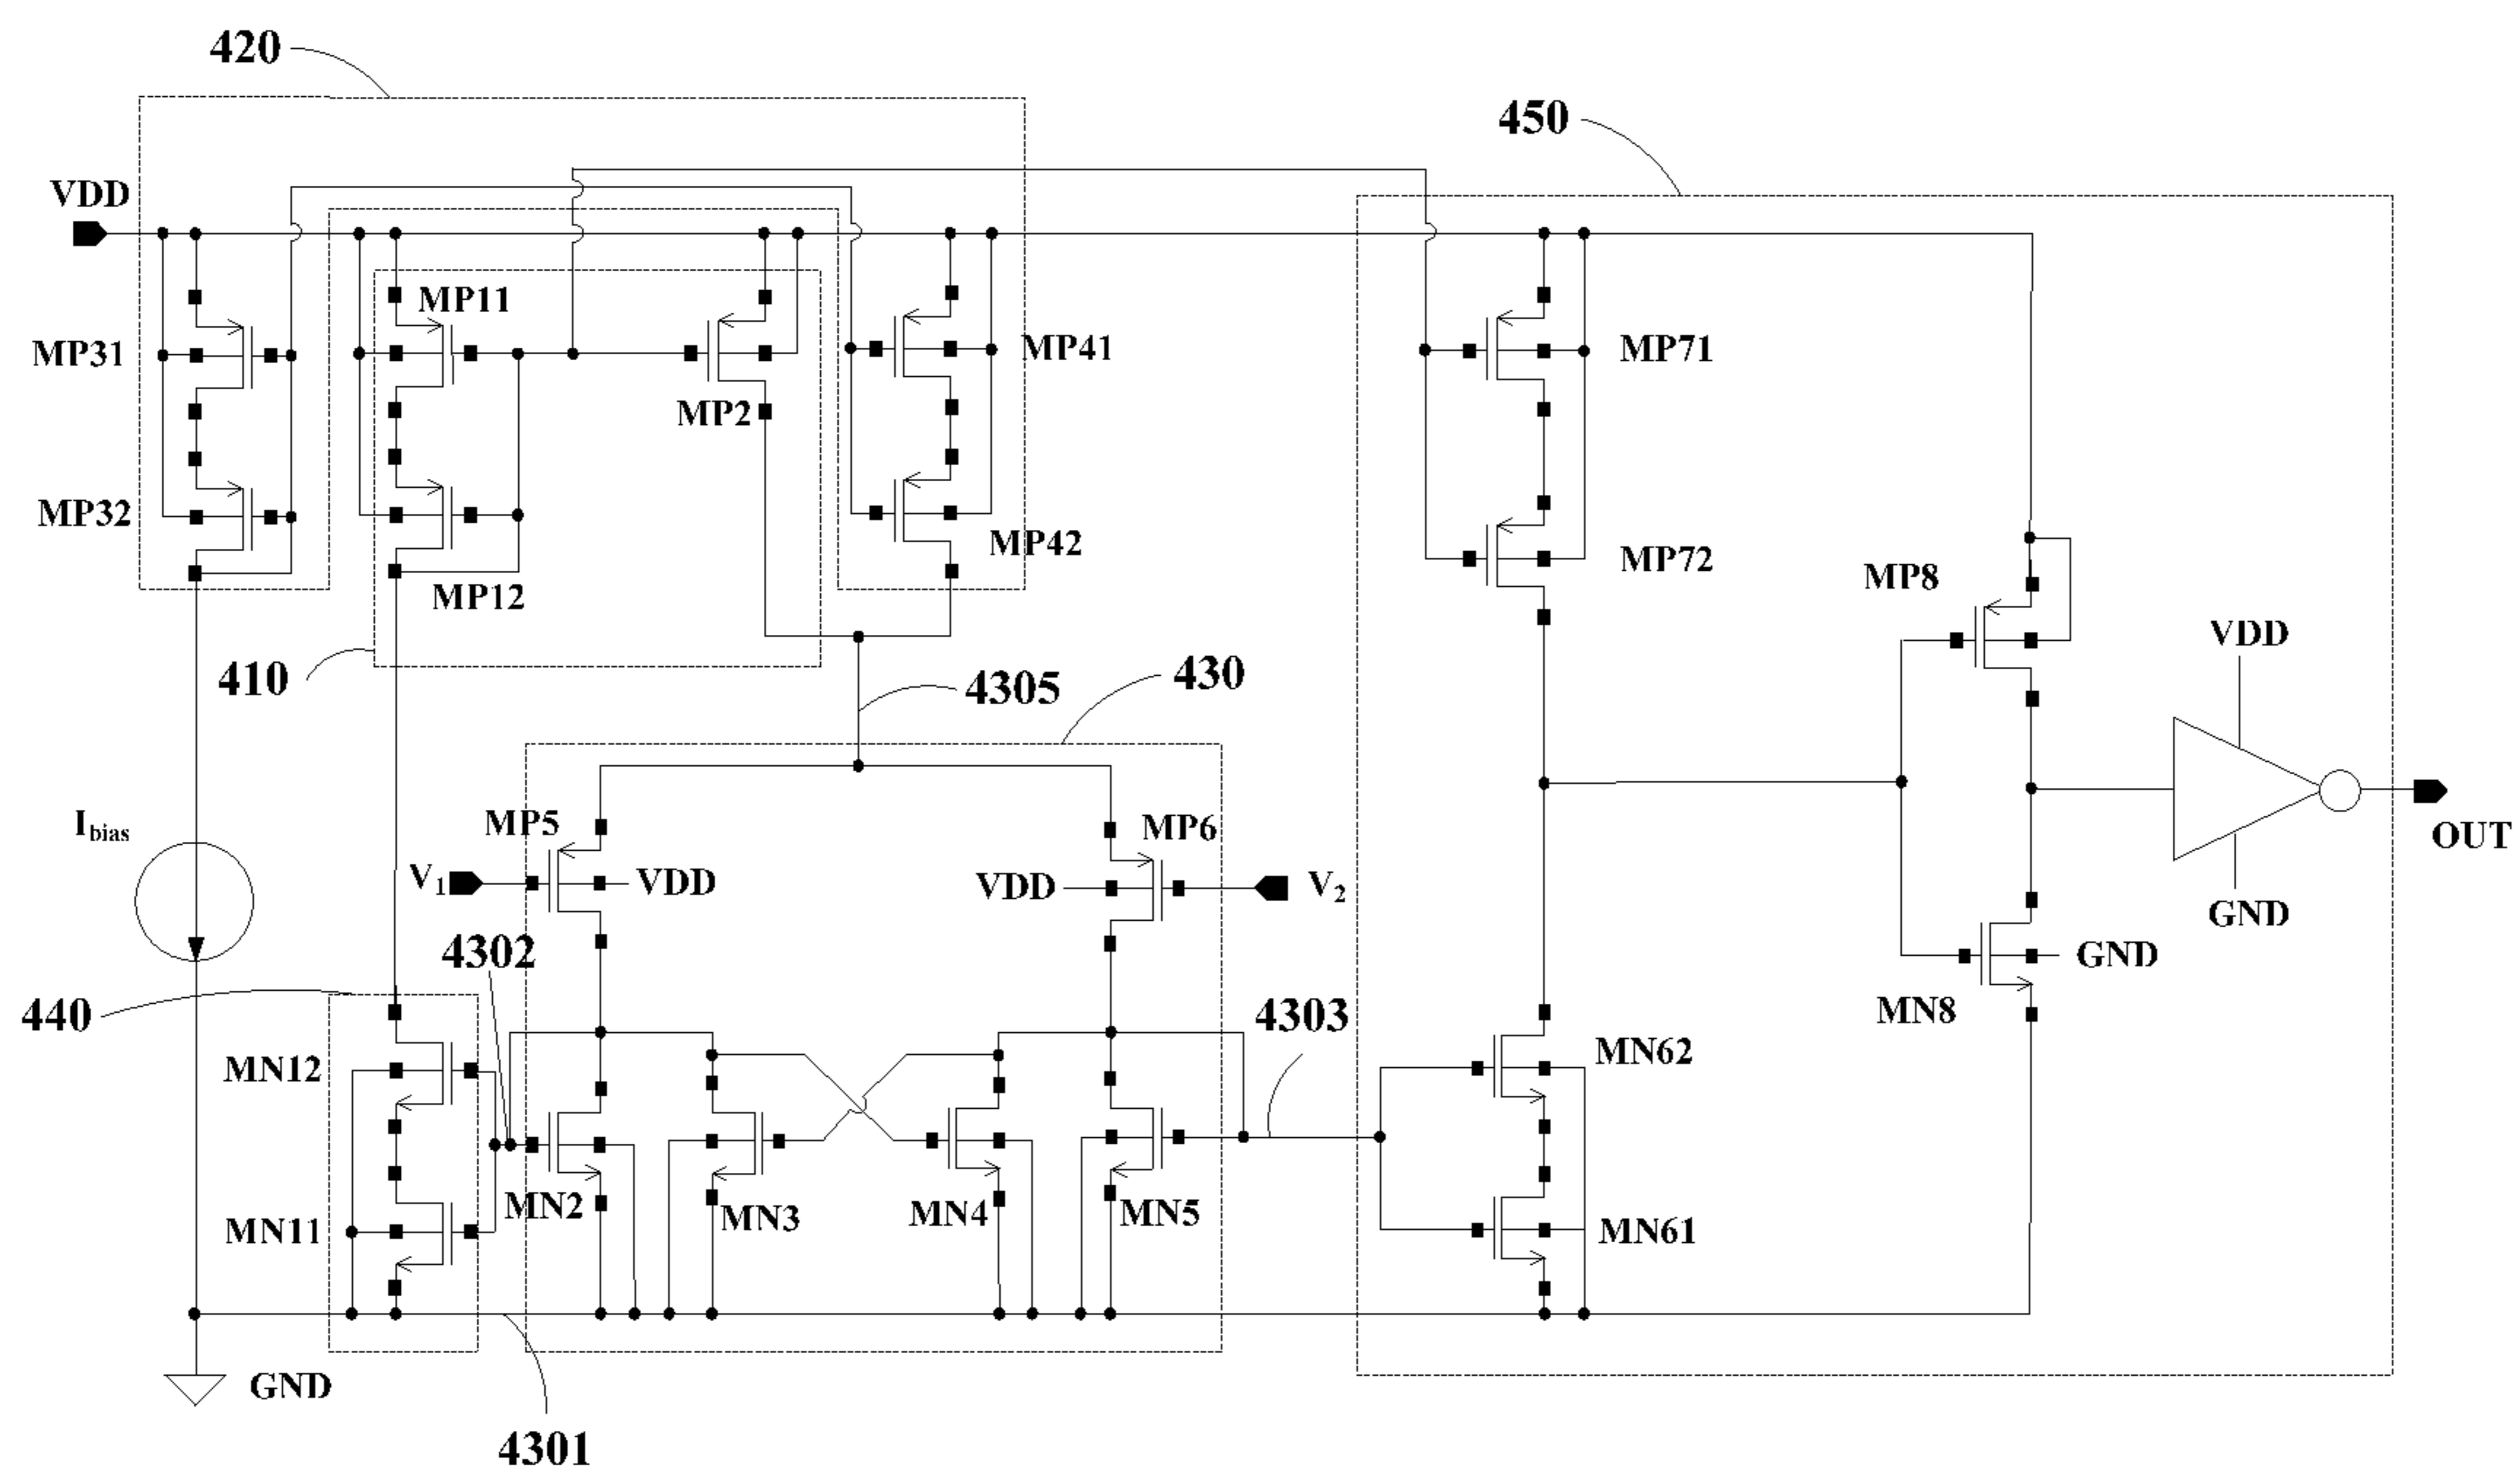 420
450
VDD
MP11
MP31
MP41
MP71
MP2
MP32
MP42
MP72
MP12
MP8
VDD
410
4305
430
Ibias
MP5
MP6
OUT
V1
VDD
VDD
V2
GND
4302
GND
440
4303
MN8
MN12
MN62
MN2
MN3
MN4
MN5
MN11
MN61
GND
4301